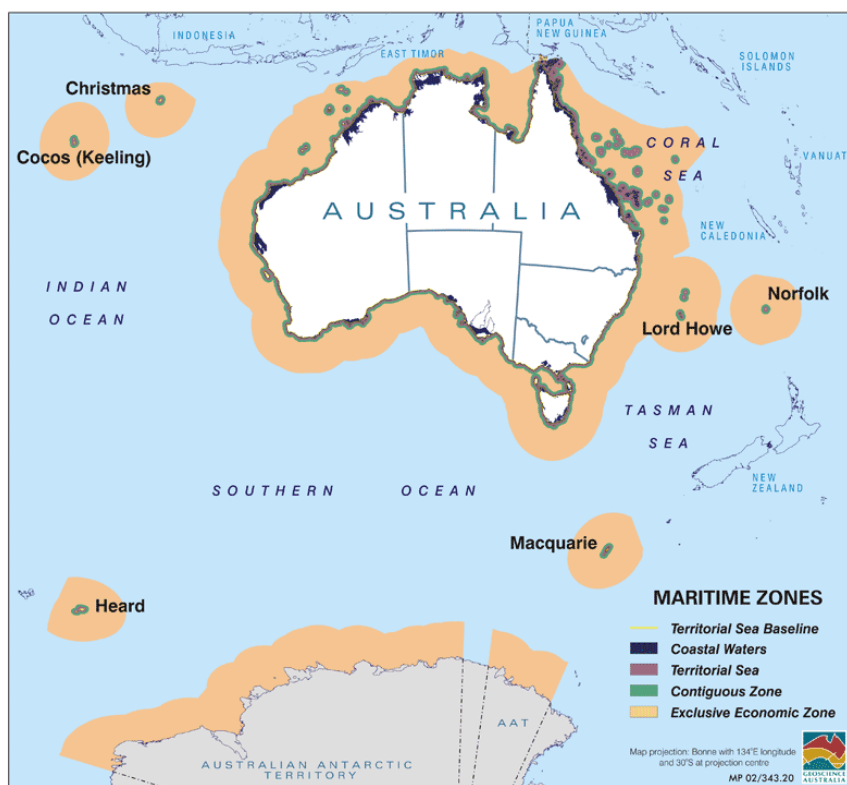 INDONESIA
PAPUA
NEW GUINEA
EAST TIMOR
SOLOMON
ISLANDS
Christmas
Cocos (Keeling)
CORAL
SEA
VANUAT
AUSTRALIA
NEW
CALEDONIA
INDIAN
OCEAN
Norfolk
Lord Howe
TASMAN
SEA
SOUTHERN OCEAN
NEW
ZEALAND
Macquarie
Heard
MARITIME ZONES
Territorial Sea Baseline
Coastal Waters
Territorial Sea
Contiguous Zone
Exclusive Economic Zone
AAT
AUSTRALIAN ANTARCTIC
TERRITORY
Map projection: Bonne with 134°E longitude
and 30°S at projection centre
MP 02/343.20
GEOSCIENCE
AUSTRALIA